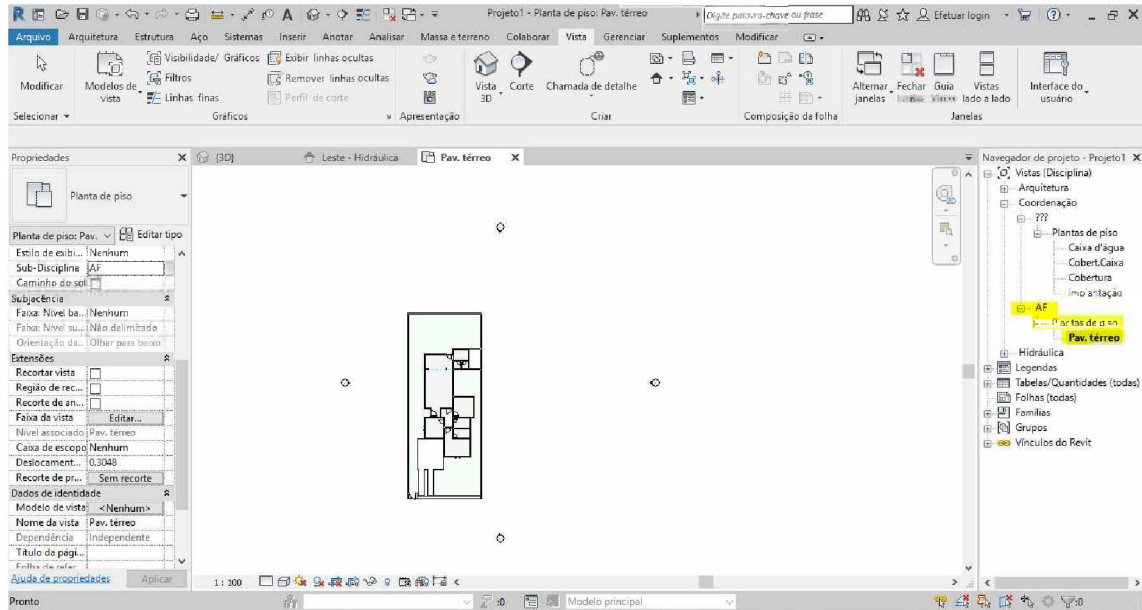 Projeto1 - Planta de piso: Pav. térreo
Digite palavra-chave ou frase
Efetuar login
Arquivo Arquitetura Estrutura Aço Sistemas Inserir Anotar Analisar Massa e terreno Colaborar Vista Gerenciar Suplementos Modificar
Modificar
Modelos de vista
Visibilidade/ Gráficos
Filtros
Linhas finas
Exibir linhas ocultas
Remover linhas ocultas
Perfil de corte
Vista 3D
Corte
Chamada de detalhe
Alternar janelas
Fechar
Guia
Vistas lado a lado
Interface do usuário
Selecionar Gráficos Apresentação Criar Composição da folha Janelas
Propriedades
Planta de piso
Planta de piso: Pav.
Editar tipo
Estilo de exibi... Nenhum
Sub-Disciplina AF
Caminho do sol
Subjacência
Faixa: Nível ba... Nenhum
Faixa: Nível su... Não delimitado
Orientação da... Olhar para baixo
Extensões
Recortar vista
Região de rec...
Recorte de an...
Faixa da vista Editar...
Nível associado Pav. térreo
Caixa de escopo Nenhum
Deslocament... 0.3048
Recorte de pr... Sem recorte
Dados de identidade
Modelo de vista <Nenhum>
Nome da vista Pav. térreo
Dependência Independente
Título da pági...
Folha de refer...
Ajuda de propriedades
Aplicar
{3D}
Leste - Hidráulica
Pav. térreo
1 : 100
Navegador de projeto - Projeto1
Vistas (Disciplina)
Arquitetura
Coordenação
???
Plantas de piso
Caixa d'água
Cobert.Caixa
Cobertura
Implantação
AF
Plantas de piso
Pav. térreo
Hidráulica
Legendas
Tabelas/Quantidades (todas)
Folhas (todas)
Famílias
Grupos
Vínculos do Revit
Pronto
:0
Modelo principal
:0